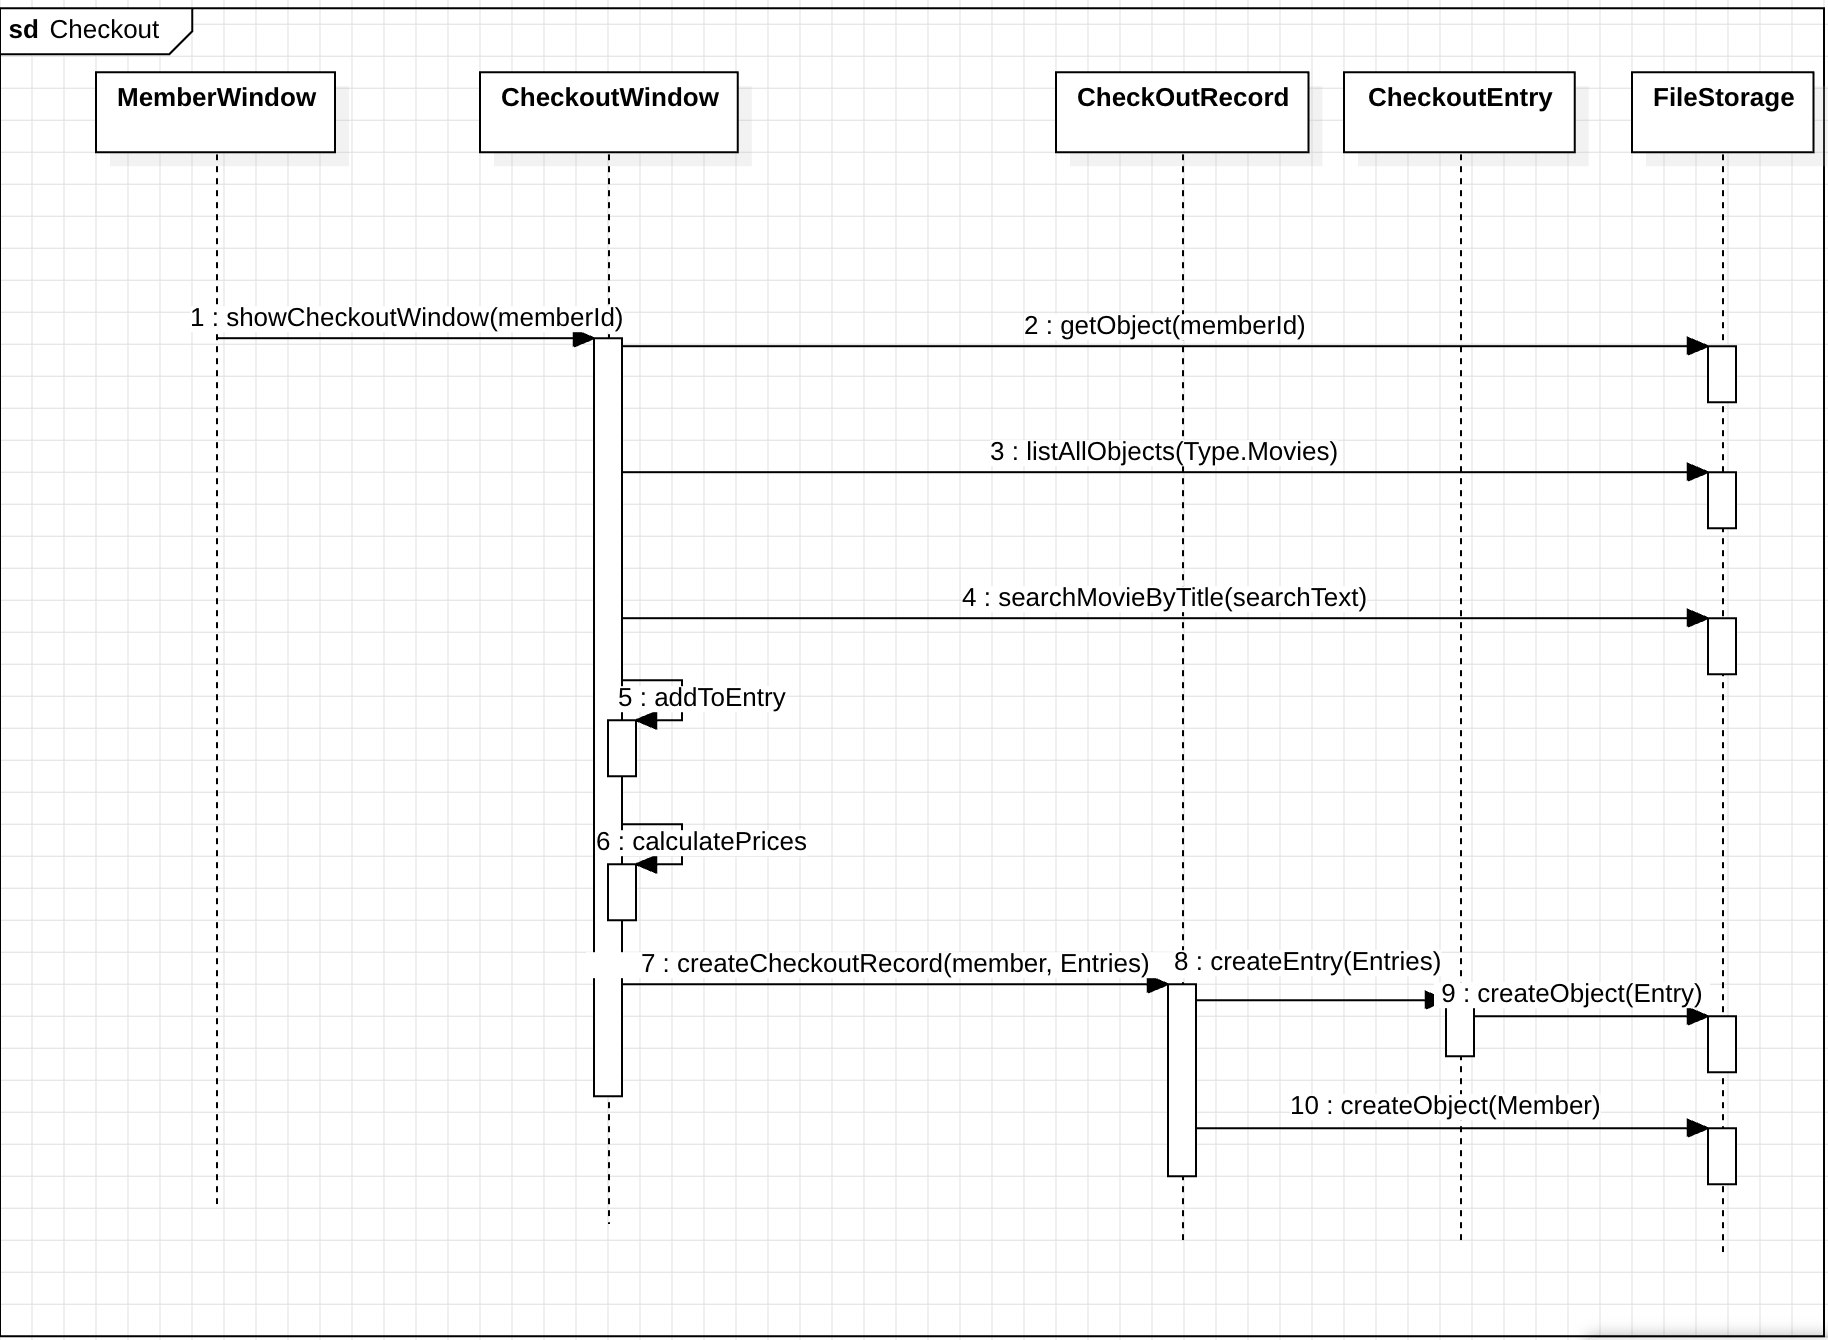 sd Checkout
MemberWindow
CheckoutWindow
CheckOutRecord
CheckoutEntry
FileStorage
1 : showCheckoutWindow(memberId)
2 : getObject(memberId)
3 : listAllObjects(Type.Movies)
4 : searchMovieByTitle(searchText)
5 : addToEntry
6 : calculatePrices
7 : createCheckoutRecord(member, Entries)
8 : createEntry(Entries)
9 : createObject(Entry)
10 : createObject(Member)